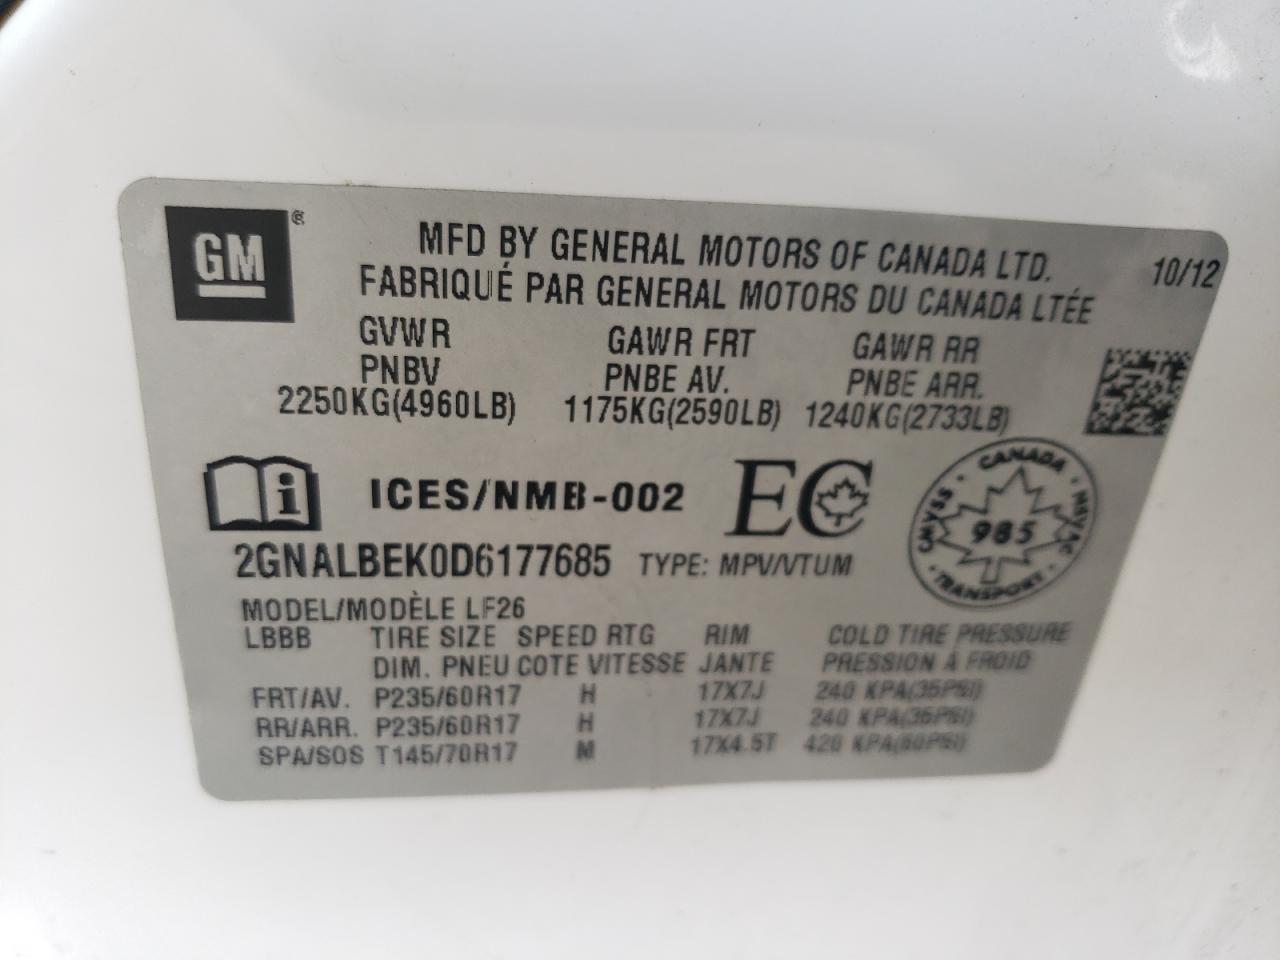 GM ®
MFD BY GENERAL MOTORS OF CANADA LTD. 10/12
FABRIQUÉ PAR GENERAL MOTORS DU CANADA LTÉE
GVWR GAWR FRT GAWR RR
PNBV PNBE AV. PNBE ARR.
2250KG(4960LB) 1175KG(2590LB) 1240KG(2733LB)
i ICES/NMB-002 EC
CANADA NSVAC TRANSPORT CMVSS 985
2GNALBEK0D6177685 TYPE: MPV/VTUM
MODEL/MODÈLE LF26
LBBB TIRE SIZE SPEED RTG RIM COLD TIRE PRESSURE
DIM. PNEU COTE VITESSE JANTE PRESSION À FROID
FRT/AV. P235/60R17 H 17X7J 240 KPA(35PSI)
RR/ARR. P235/60R17 H 17X7J 240 KPA(35PSI)
SPA/SOS T145/70R17 M 17X4.5T 420 KPA(60PSI)